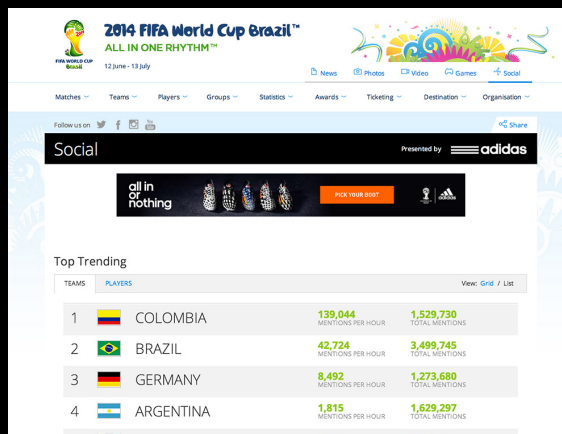 2014 FIFA World Cup Brazil™
ALL IN ONE RHYTHM™
12 June - 13 July
FIFA WORLD CUP
Brasil
News Photos Video Games Social
Matches Teams Players Groups Statistics Awards Ticketing Destination Organisation
Follow us on You Tube Share
Social Presented by adidas
all in
or
nothing
PICK YOUR BOOT
adidas
Top Trending
TEAMS PLAYERS View: Grid / List
1 COLOMBIA 139,044 1,529,730
MENTIONS PER HOUR TOTAL MENTIONS
2 BRAZIL 42,724 3,499,745
MENTIONS PER HOUR TOTAL MENTIONS
3 GERMANY 8,492 1,273,680
MENTIONS PER HOUR TOTAL MENTIONS
4 ARGENTINA 1,815 1,629,297
MENTIONS PER HOUR TOTAL MENTIONS